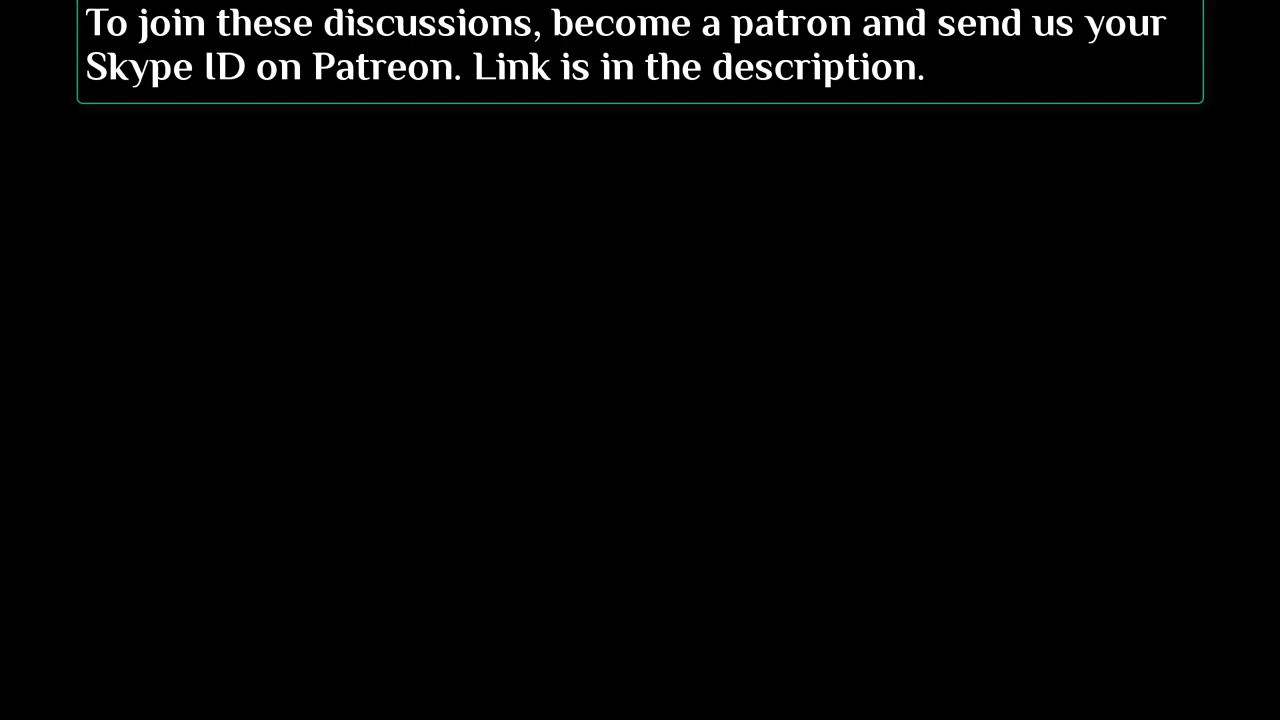 To join these discussions, become a patron and send us your
Skype ID on Patreon. Link is in the description.